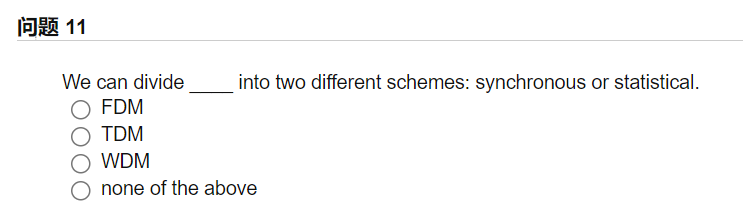 问题 11
We can divide ____ into two different schemes: synchronous or statistical.
FDM
TDM
WDM
none of the above